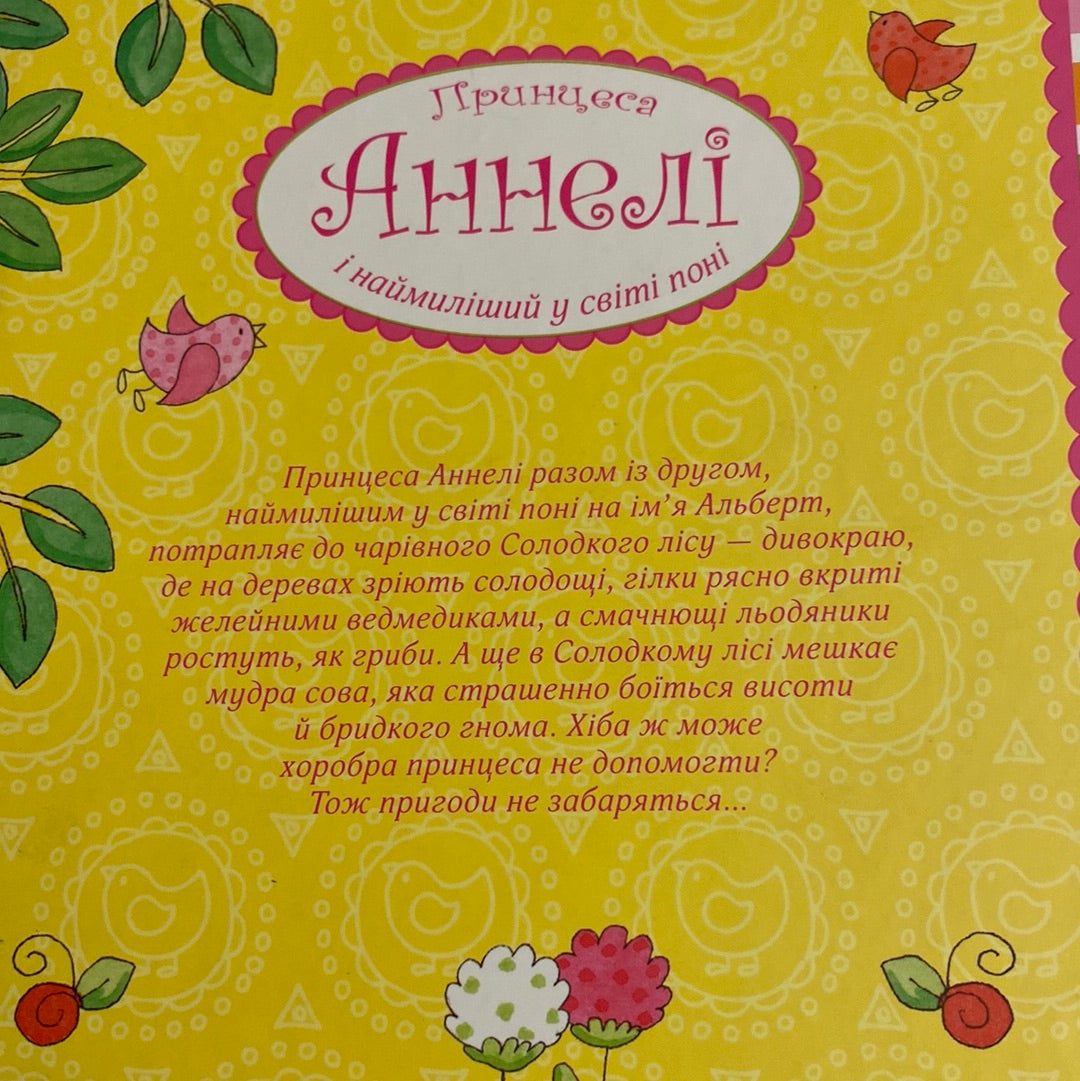 Принцеса
Аннелі
і наймиліший у світі поні
Принцеса Аннелі разом із другом,
наймилішим у світі поні на ім’я Альберт,
потрапляє до чарівного Солодкого лісу — дивокраю,
де на деревах зріють солодощі, гілки рясно вкриті
желейними ведмедиками, а смачнющі льодяники
ростуть, як гриби. А ще в Солодкому лісі мешкає
мудра сова, яка страшенно боїться висоти
й бридкого гнома. Хіба ж може
хоробра принцеса не допомогти?
Тож пригоди не забаряться...